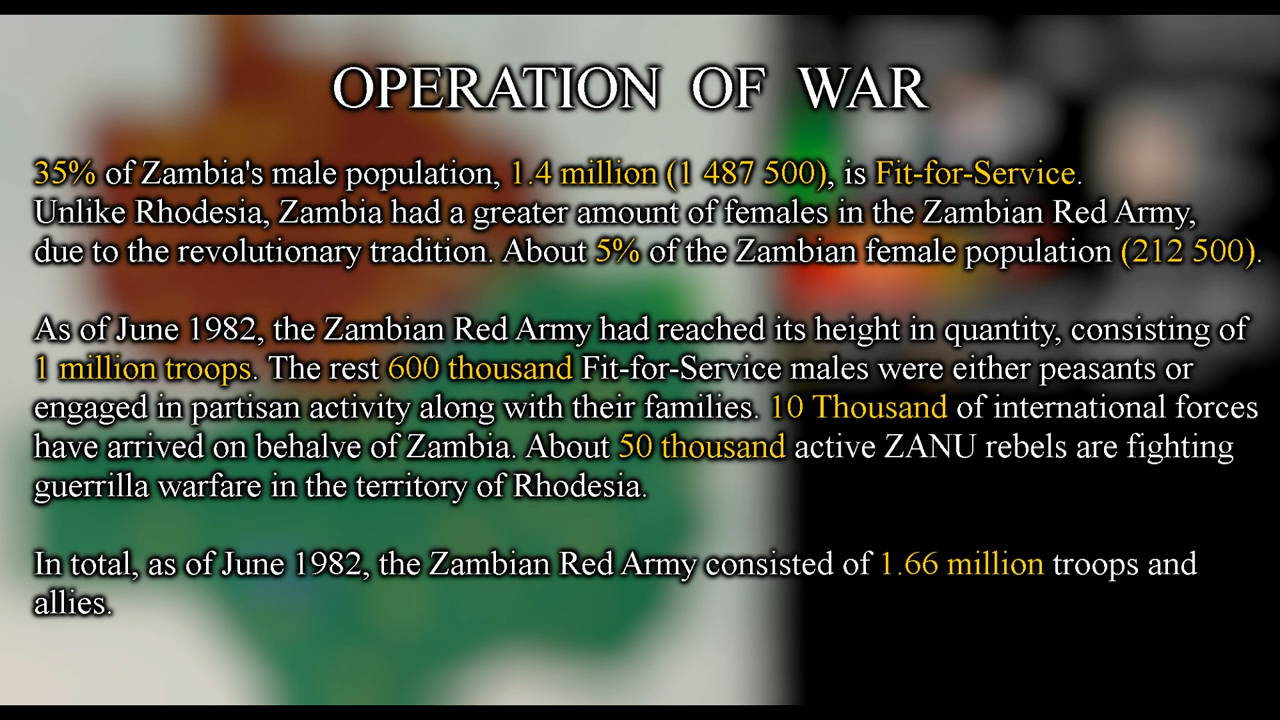 OPERATION OF WAR
35% of Zambia's male population, 1.4 million (1 487 500), is Fit-for-Service.
Unlike Rhodesia, Zambia had a greater amount of females in the Zambian Red Army,
due to the revolutionary tradition. About 5% of the Zambian female population (212 500).
As of June 1982, the Zambian Red Army had reached its height in quantity, consisting of
1 million troops. The rest 600 thousand Fit-for-Service males were either peasants or
engaged in partisan activity along with their families. 10 Thousand of international forces
have arrived on behalve of Zambia. About 50 thousand active ZANU rebels are fighting
guerrilla warfare in the territory of Rhodesia.
In total, as of June 1982, the Zambian Red Army consisted of 1.66 million troops and
allies.